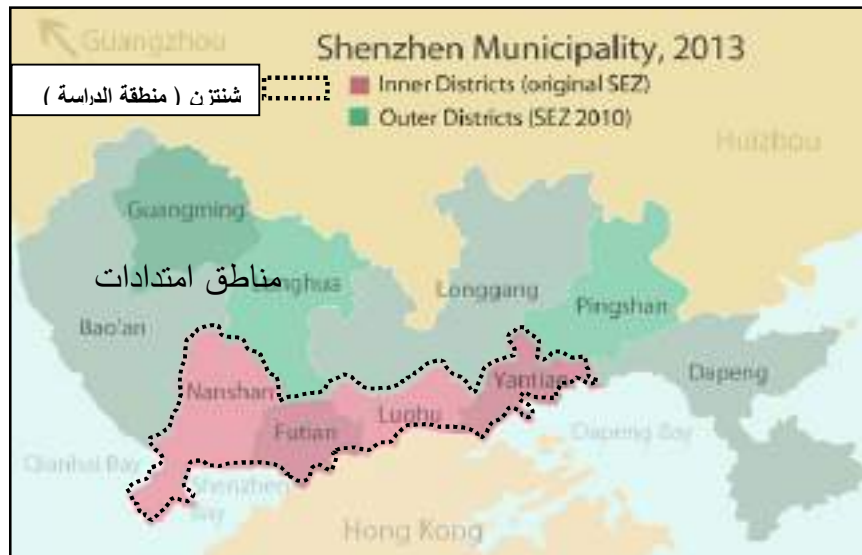 Guangzhou
Shenzhen Municipality, 2013
شنتزن ( منطقة الدراسة )
Inner Districts (original SEZ)
Outer Districts (SEZ 2010)
Huizhou
Guangming
مناطق امتدادات
Longgang
Pingshan
Bao'an
Nanshan
Yantian
Dapeng
Luohu
Futian
Dapeng Bay
Qianhai Bay
Shenzhen
Bay
Hong Kong